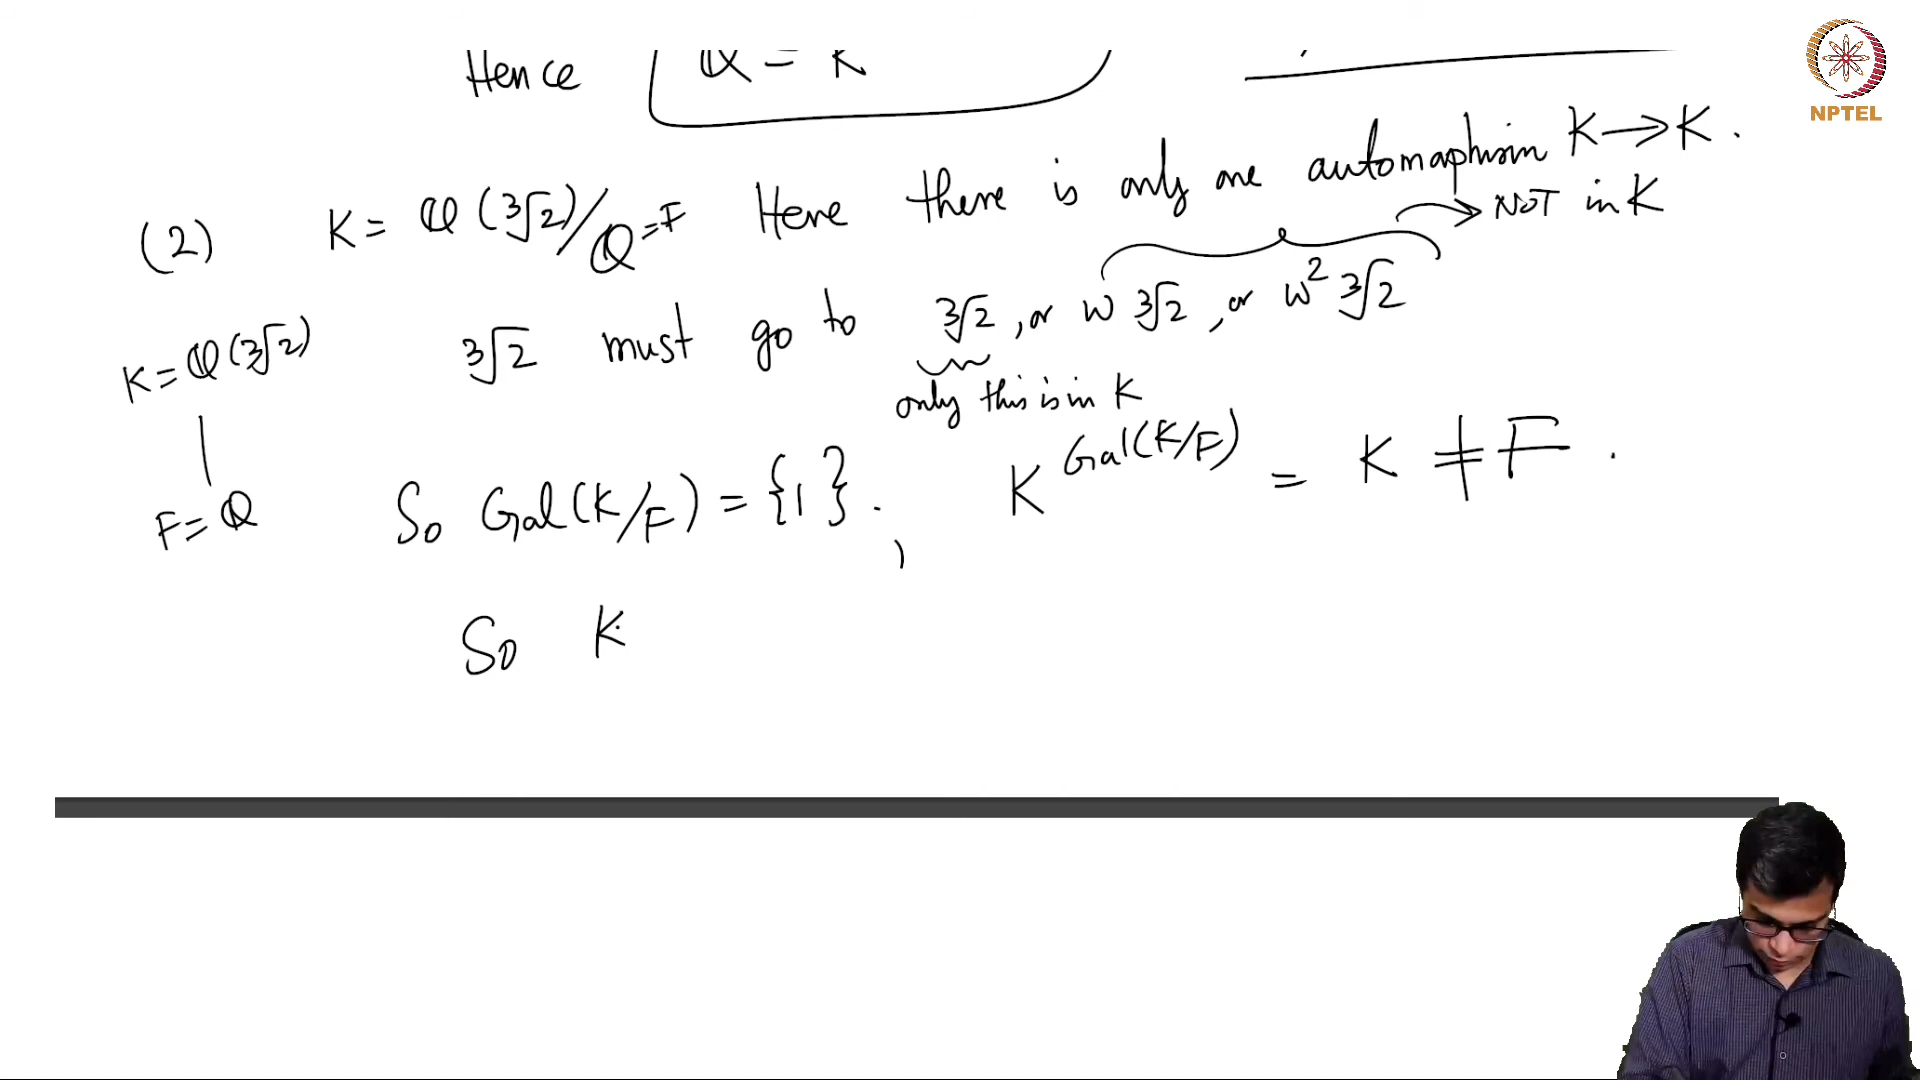 NPTEL
Hence Q = K
(2) K = Q(∛2)/Q = F Here there is only one automorphism K → K.
NOT in K
K = Q(∛2) ∛2 must go to ∛2, or ω ∛2, or ω² ∛2
only this is in K
F = Q So Gal(K/F) = {1}. , K^Gal(K/F) = K ≠ F.
So K